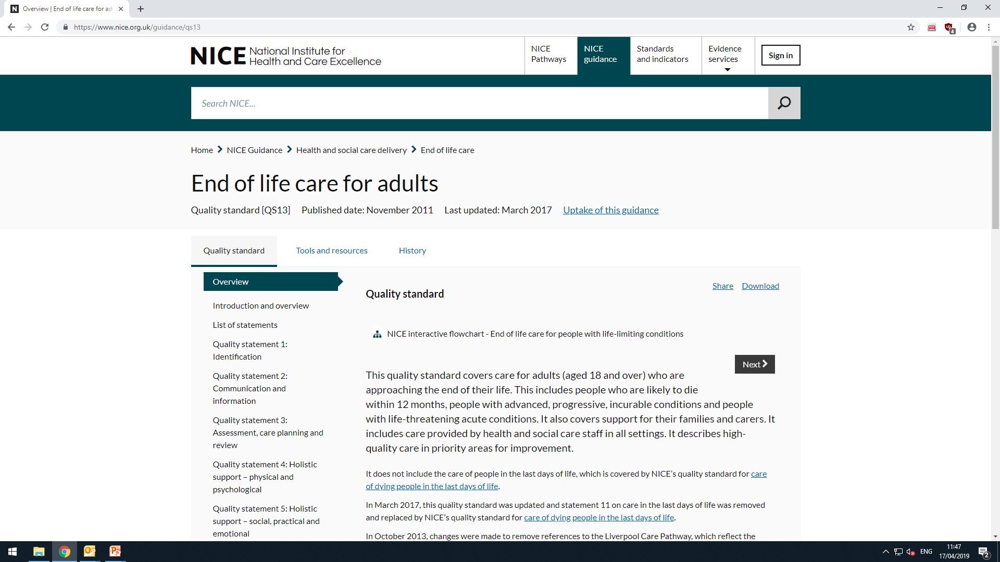 Overview | End of life care for adu
https://www.nice.org.uk/guidance/qs13
4
NICE National Institute for
Health and Care Excellence
NICE
Pathways
NICE
guidance
Standards
and indicators
Evidence
services
Sign in
Search NICE...
Home NICE Guidance Health and social care delivery End of life care
End of life care for adults
Quality standard [QS13] Published date: November 2011 Last updated: March 2017 Uptake of this guidance
Quality standard Tools and resources History
Overview
Introduction and overview
List of statements
Quality statement 1:
Identification
Quality statement 2:
Communication and
information
Quality statement 3:
Assessment, care planning and
review
Quality statement 4: Holistic
support – physical and
psychological
Quality statement 5: Holistic
support – social, practical and
emotional
Share Download
Quality standard
NICE interactive flowchart - End of life care for people with life-limiting conditions
Next
This quality standard covers care for adults (aged 18 and over) who are
approaching the end of their life. This includes people who are likely to die
within 12 months, people with advanced, progressive, incurable conditions and people
with life-threatening acute conditions. It also covers support for their families and carers. It
includes care provided by health and social care staff in all settings. It describes high-
quality care in priority areas for improvement.
It does not include the care of people in the last days of life, which is covered by NICE’s quality standard for care
of dying people in the last days of life.
In March 2017, this quality standard was updated and statement 11 on care in the last days of life was removed
and replaced by NICE’s quality standard for care of dying people in the last days of life.
In October 2013, changes were made to remove references to the Liverpool Care Pathway, which reflect the
ENG
11:47
17/04/2019
2